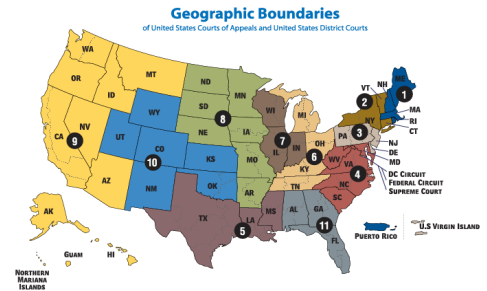 Geographic Boundaries
of United States Courts of Appeals and United States District Courts
WA
MT
ND
MN
OR
ID
SD
WI
MI
VT
NH
ME
1
2
NY
MA
RI
CT
WY
8
NE
IA
7
IL
IN
OH
6
PA
3
NJ
DE
MD
CA
9
NV
UT
10
CO
KS
MO
KY
WV
VA
4
DC CIRCUIT
FEDERAL CIRCUIT
SUPREME COURT
AZ
NM
OK
AR
TN
NC
SC
TX
5
LA
MS
AL
GA
11
FL
AK
GUAM
HI
NORTHERN
MARIANA
ISLANDS
PUERTO RICO
U.S VIRGIN ISLAND